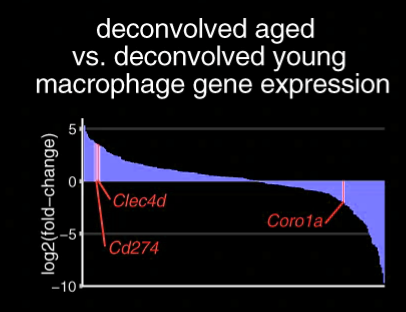 deconvolved aged
vs. deconvolved young
macrophage gene expression
log2(fold−change)
5
0
−5
−10
Clec4d
Cd274
Coro1a